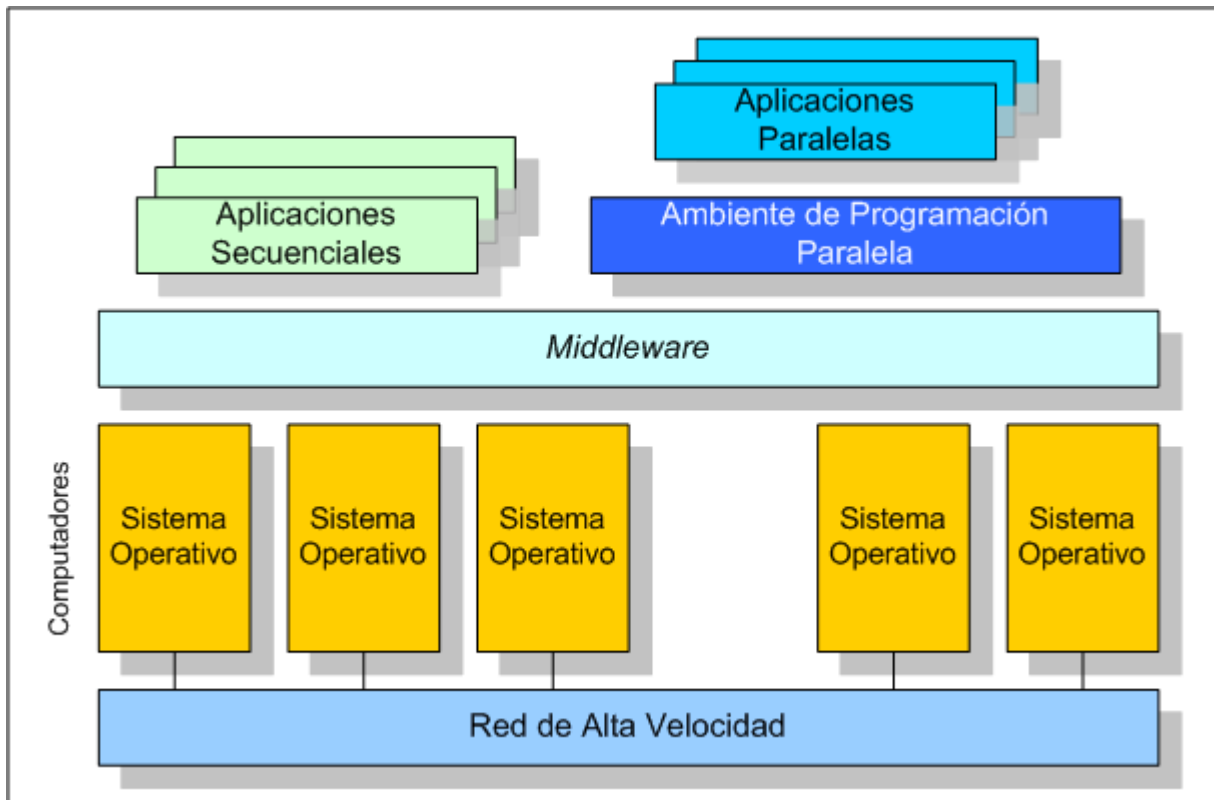 Aplicaciones
Paralelas
Aplicaciones
Secuenciales
Ambiente de Programación
Paralela
Middleware
Computadores
Sistema
Operativo
Sistema
Operativo
Sistema
Operativo
Sistema
Operativo
Sistema
Operativo
Red de Alta Velocidad